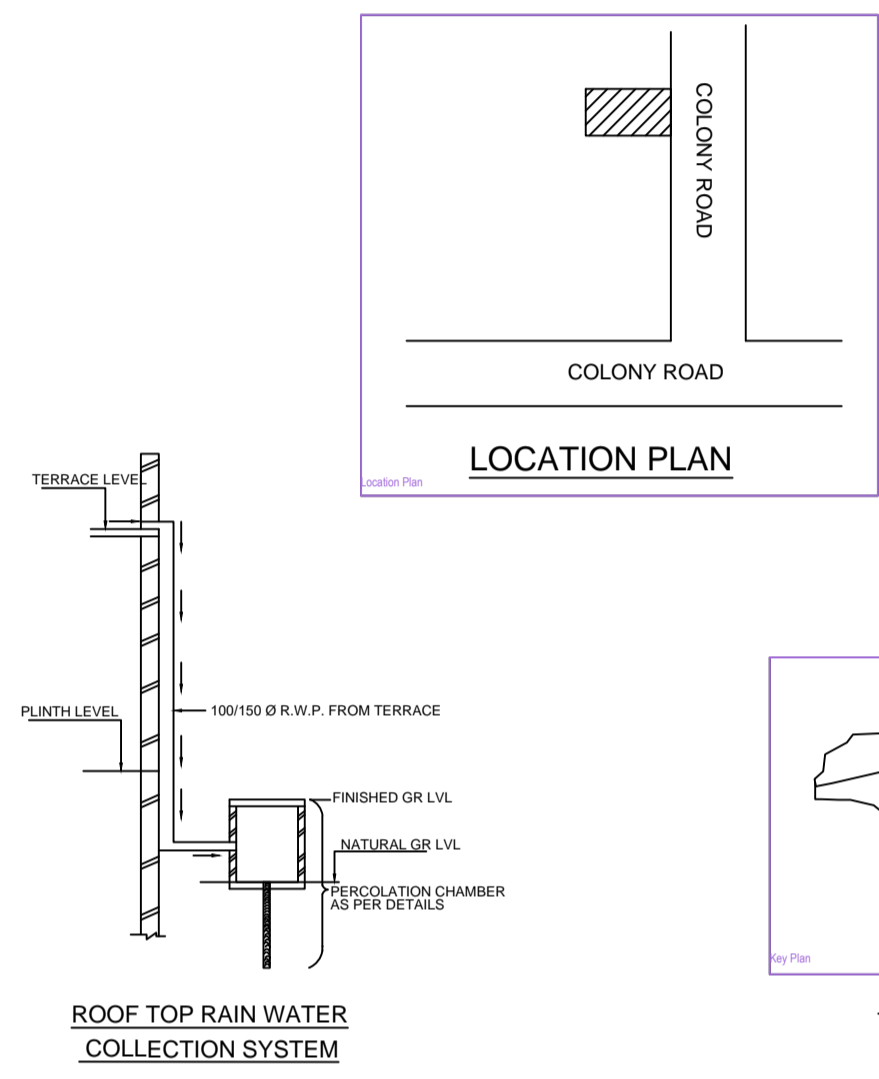 COLONY ROAD
COLONY ROAD
LOCATION PLAN
Location Plan
TERRACE LEVEL
PLINTH LEVEL
100/150 Ø R.W.P. FROM TERRACE
FINISHED GR LVL
NATURAL GR LVL
PERCOLATION CHAMBER
AS PER DETAILS
Key Plan
ROOF TOP RAIN WATER
COLLECTION SYSTEM